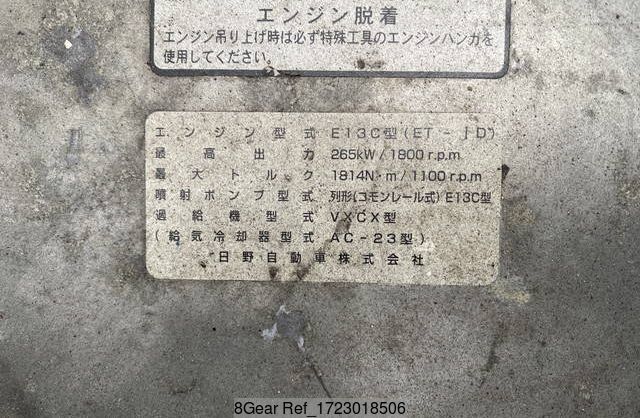 エンジン脱着
エンジン吊り上げ時は必ず特殊工具のエンジンハンガを
使用してください。
エンジン型式 E13C型(ET-ⅠD)
最高出力 265kW/1800r.p.m
最大トルク 1814N・m/1100r.p.m
噴射ポンプ型式 列形(コモンレール式)E13C型
過給機型式 VXCX型
(給気冷却器型式 AC-23型)
日野自動車株式会社
8Gear Ref_1723018506